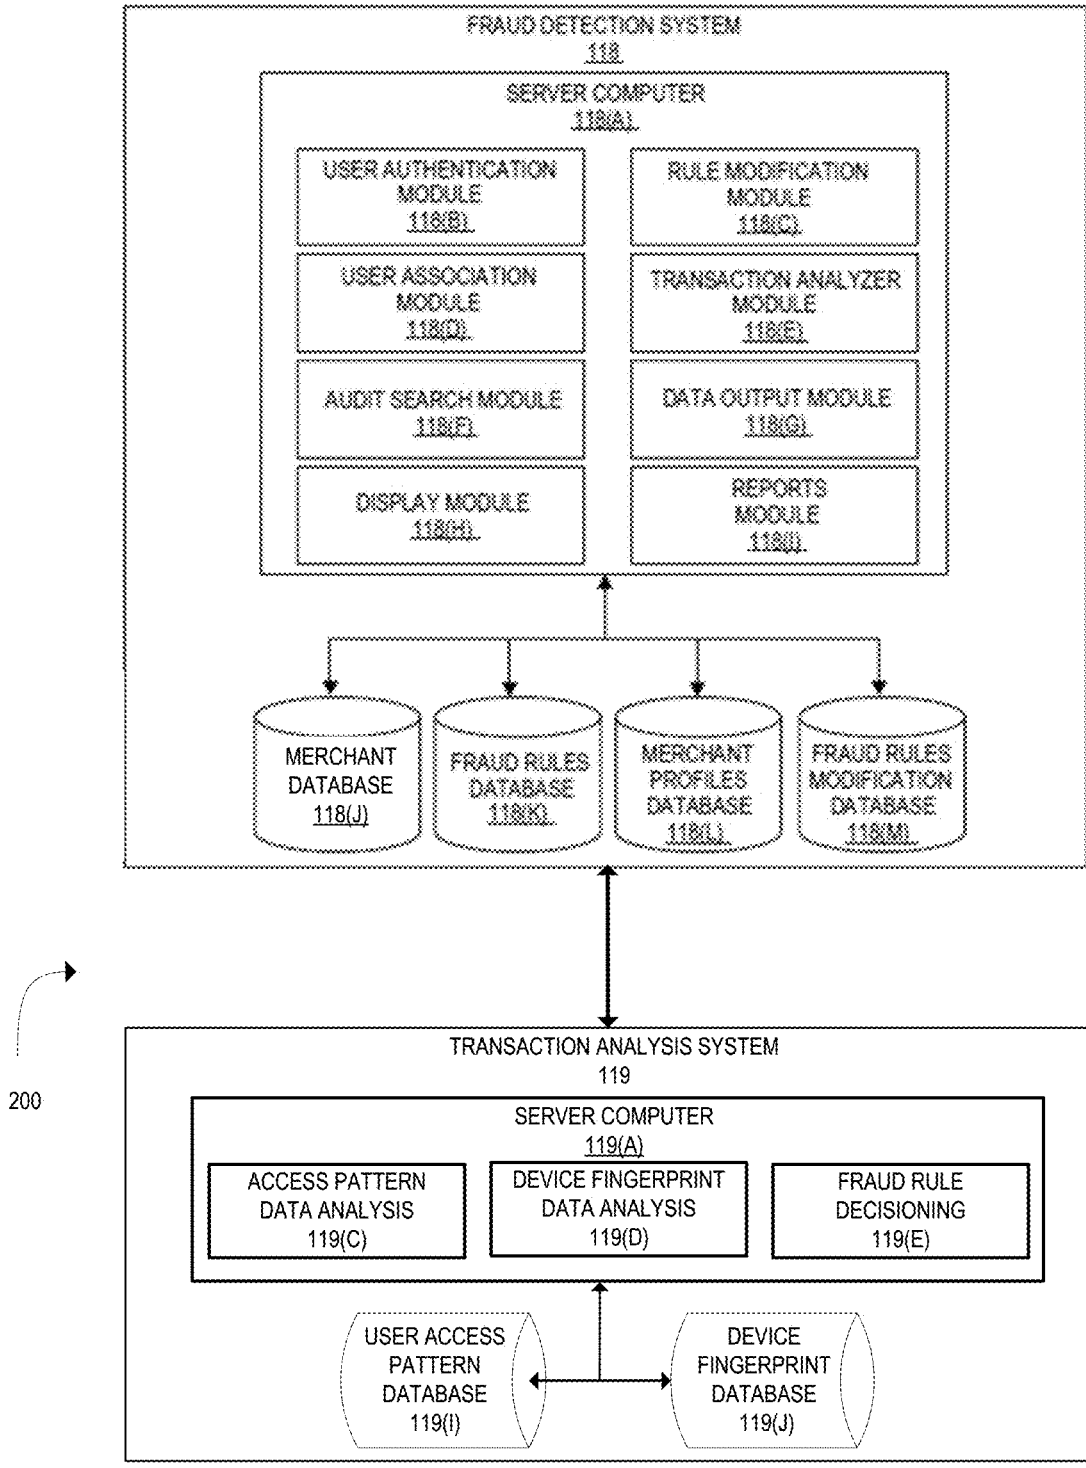 FRAUD DETECTION SYSTEM
118
SERVER COMPUTER
118(A)
USER AUTHENTICATION
MODULE
118(B)
RULE MODIFICATION
MODULE
118(C)
USER ASSOCIATION
MODULE
118(D)
TRANSACTION ANALYZER
MODULE
118(E)
AUDIT SEARCH MODULE
118(F)
DATA OUTPUT MODULE
118(G)
DISPLAY MODULE
118(H)
REPORTS
MODULE
118(I)
MERCHANT
DATABASE
118(J)
FRAUD RULES
DATABASE
118(K)
MERCHANT
PROFILES
DATABASE
118(L)
FRAUD RULES
MODIFICATION
DATABASE
118(M)
200
TRANSACTION ANALYSIS SYSTEM
119
SERVER COMPUTER
119(A)
ACCESS PATTERN
DATA ANALYSIS
119(C)
DEVICE FINGERPRINT
DATA ANALYSIS
119(D)
FRAUD RULE
DECISIONING
119(E)
USER ACCESS
PATTERN
DATABASE
119(I)
DEVICE
FINGERPRINT
DATABASE
119(J)